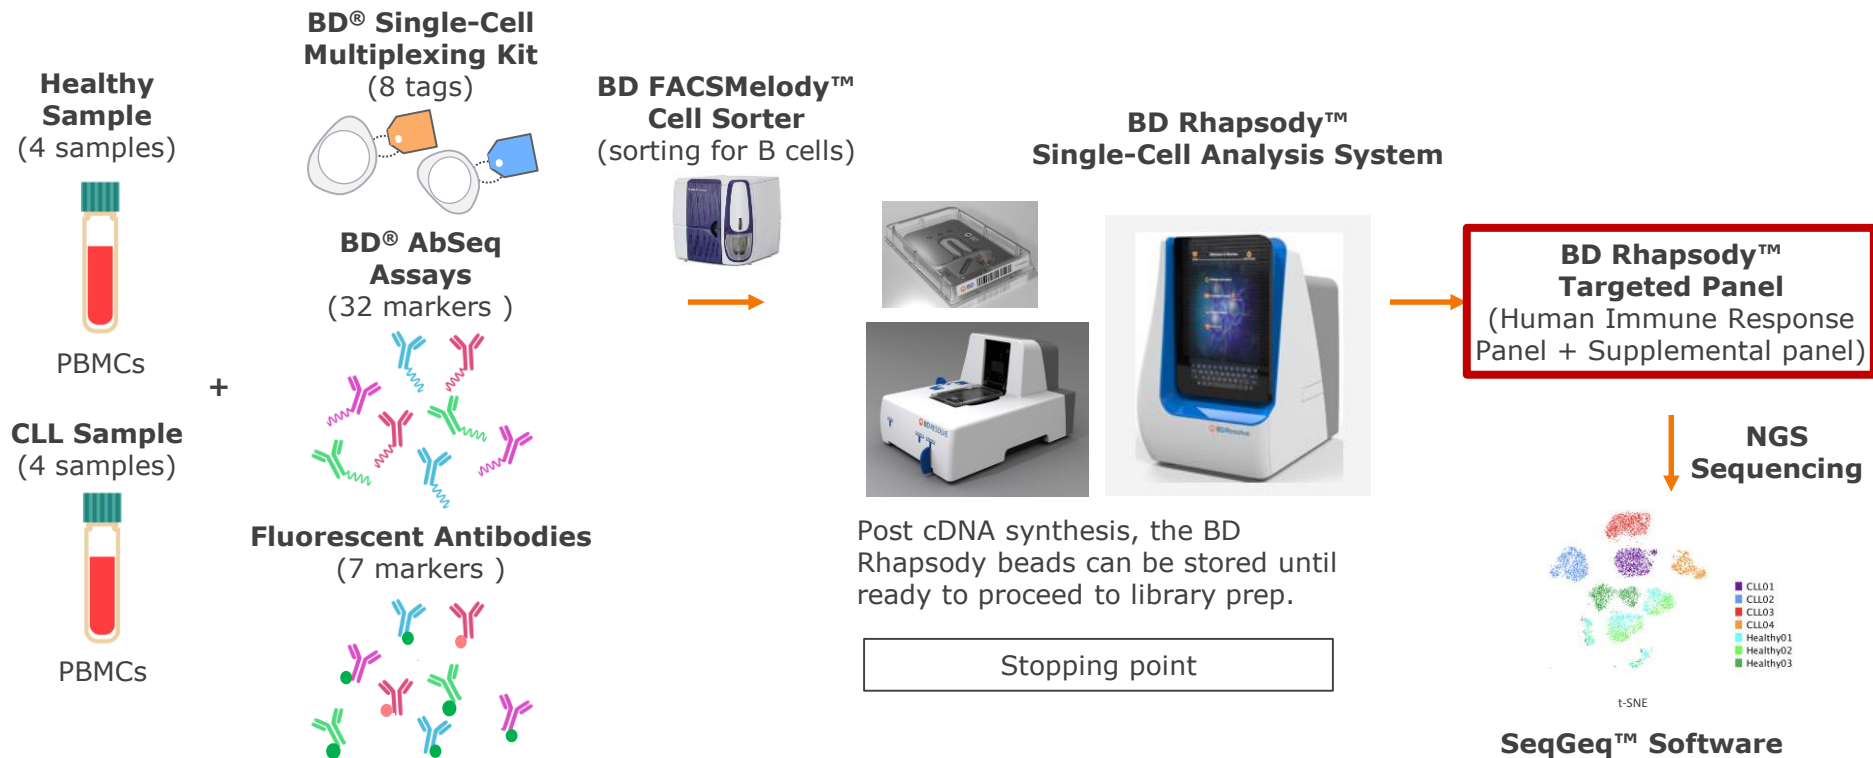 Healthy
Sample
(4 samples)
PBMCs
CLL Sample
(4 samples)
PBMCs
+
BD® Single-Cell
Multiplexing Kit
(8 tags)
BD® AbSeq
Assays
(32 markers )
Fluorescent Antibodies
(7 markers )
BD FACSMelody™
Cell Sorter
(sorting for B cells)
BD Rhapsody™
Single-Cell Analysis System
Post cDNA synthesis, the BD
Rhapsody beads can be stored until
ready to proceed to library prep.
Stopping point
BD Rhapsody™
Targeted Panel
(Human Immune Response
Panel + Supplemental panel)
NGS
Sequencing
CLL01
CLL02
CLL03
CLL04
Healthy01
Healthy02
Healthy03
t-SNE
SeqGeq™ Software